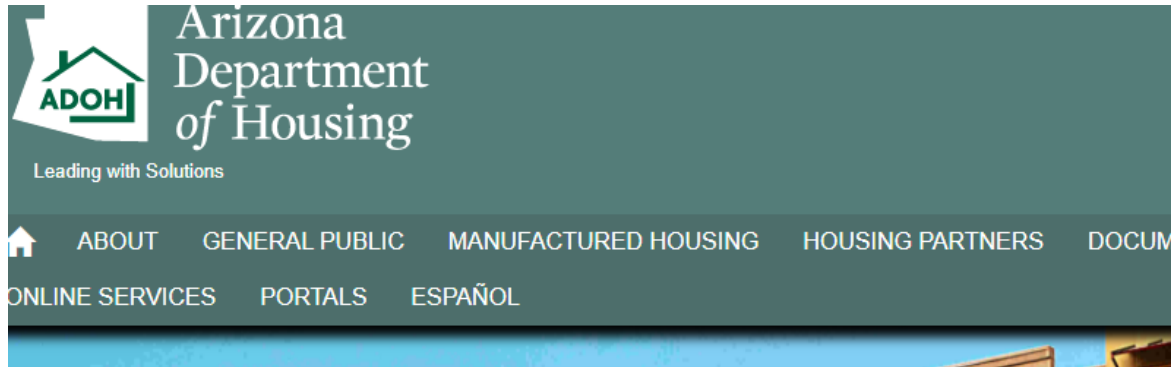 Arizona
Department
of Housing
ADOH
Leading with Solutions
ABOUT GENERAL PUBLIC MANUFACTURED HOUSING HOUSING PARTNERS DOCUM
ONLINE SERVICES PORTALS ESPAÑOL